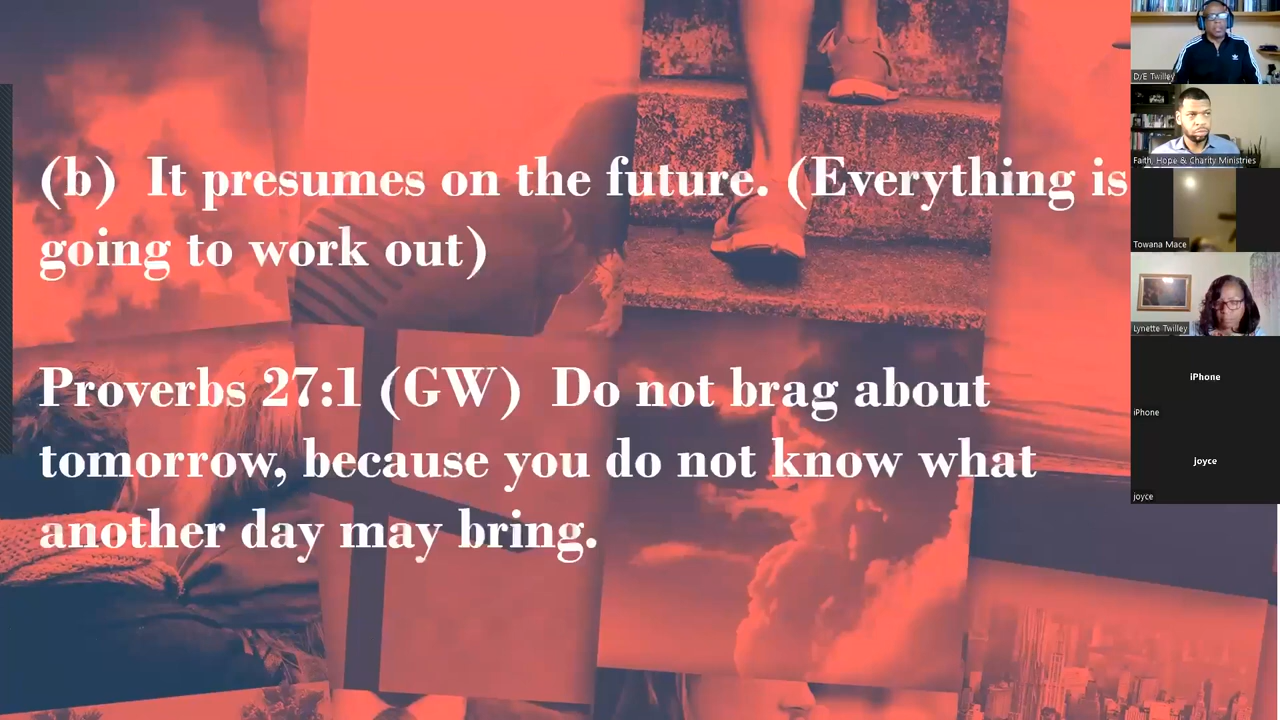 (b) It presumes on the future. (Everything is
going to work out)
Proverbs 27:1 (GW) Do not brag about
tomorrow, because you do not know what
another day may bring.
D/E Twilley
Faith, Hope & Charity Ministries
Towana Mace
Lynette Twilley
iPhone
iPhone
joyce
joyce